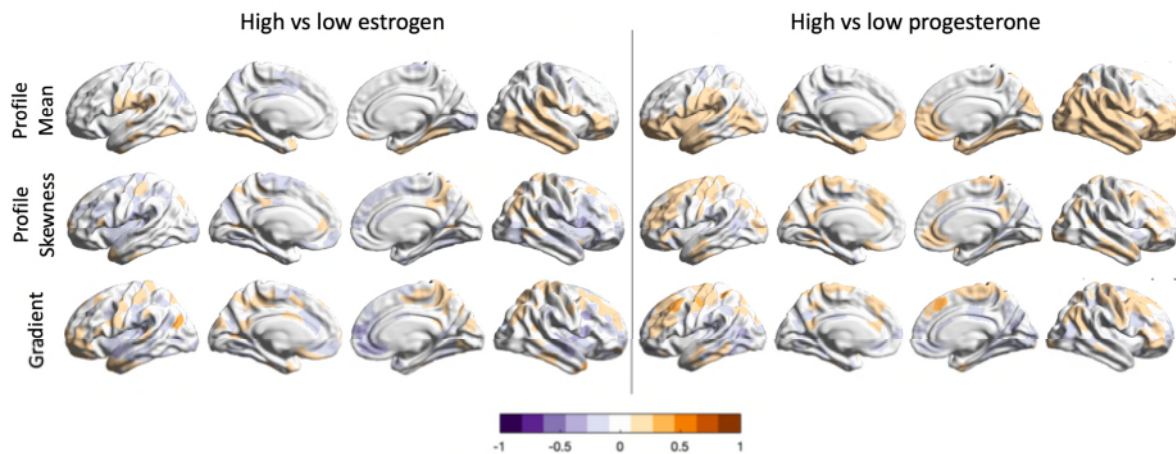 High vs low estrogen
High vs low progesterone
Profile
Mean
Profile
Skewness
Gradient
-1
-0.5
0
0.5
1